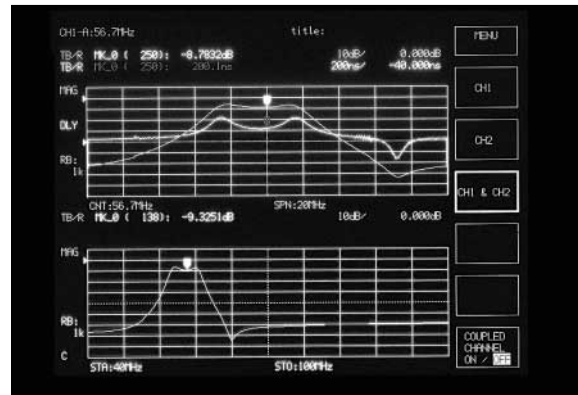 CH1-A:56.7MHz title:
TB/R MK_0 ( 250): -8.7832dB 10dB/ 0.000dB
TB/R MK_0 ( 250): 200.1ns 200ns/ -40.000ns
MAG
DLY
RB:
1k
CNT:56.7MHz SPN:20MHz
TB/R MK_0 ( 138): -9.3251dB 10dB/ 0.000dB
MAG
RB:
1k
C
STA:40MHz STO:100MHz
MENU
CH1
CH2
CH1 & CH2
COUPLED
CHANNEL
ON / OFF